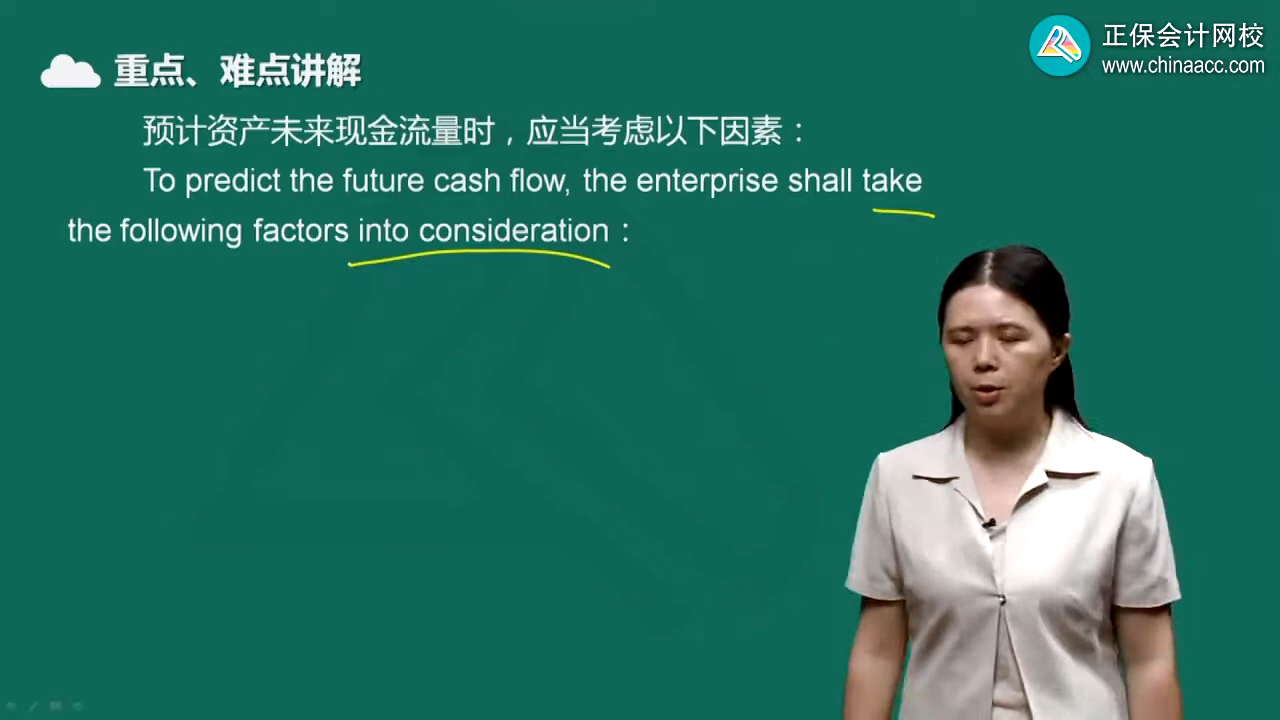 正保会计网校
www.chinaacc.com
重点、难点讲解
预计资产未来现金流量时，应当考虑以下因素：
To predict the future cash flow, the enterprise shall take
the following factors into consideration：